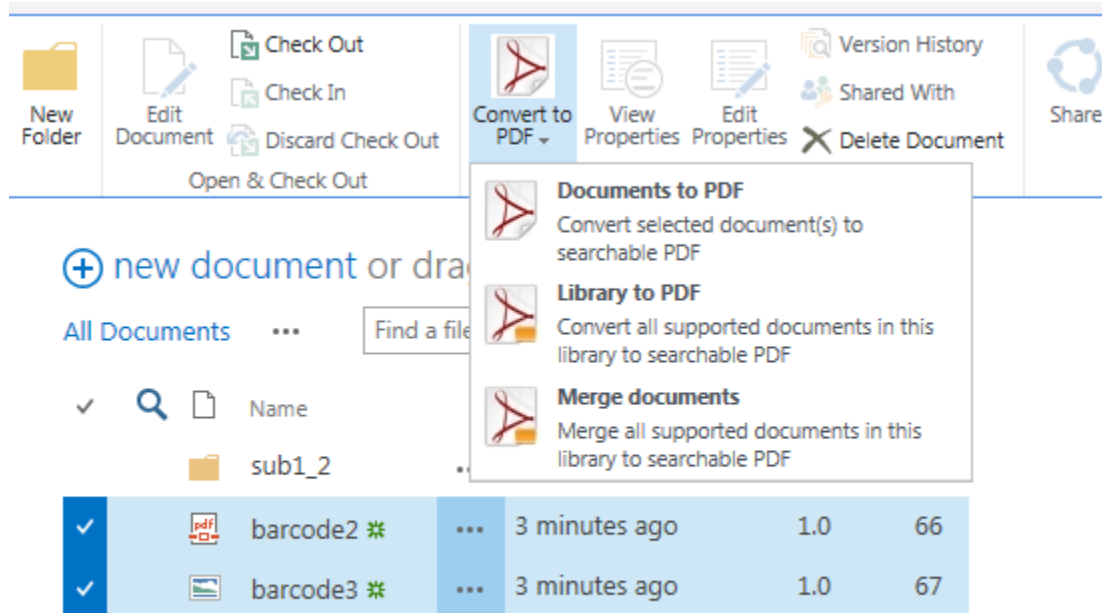 New
Folder
Edit
Document
Check Out
Check In
Discard Check Out
Open & Check Out
Convert to
PDF
View
Properties
Edit
Properties
Version History
Shared With
Delete Document
Share
Documents to PDF
Convert selected document(s) to
searchable PDF
Library to PDF
Convert all supported documents in this
library to searchable PDF
Merge documents
Merge all supported documents in this
library to searchable PDF
new document or dra
All Documents ••• Find a file
Name
sub1_2
pdf barcode2 ••• 3 minutes ago 1.0 66
barcode3 ••• 3 minutes ago 1.0 67